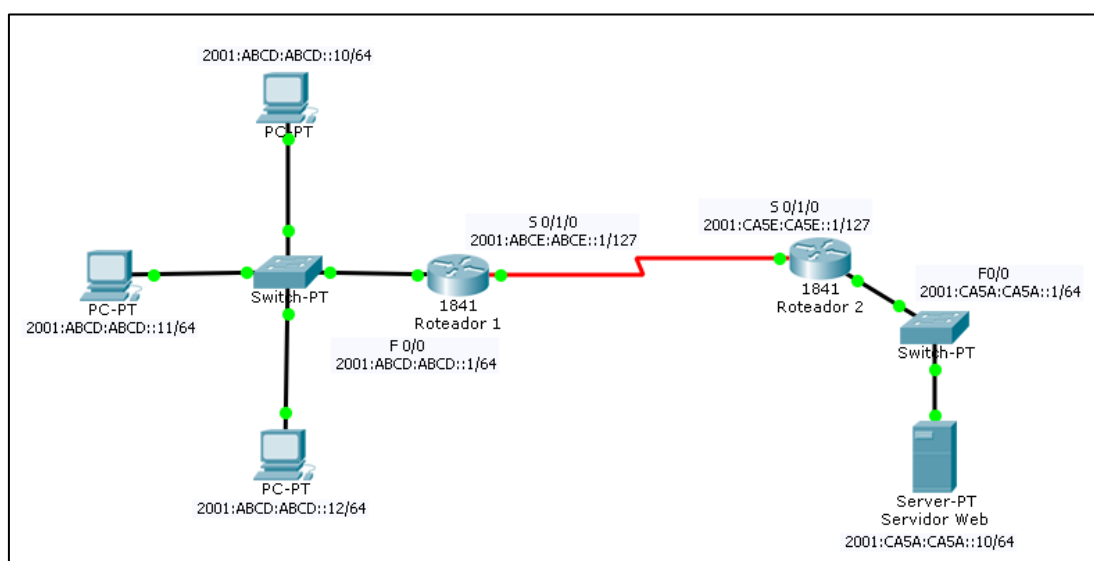 2001:ABCD:ABCD::10/64
PC-PT
PC-PT
2001:ABCD:ABCD::11/64
Switch-PT
PC-PT
2001:ABCD:ABCD::12/64
1841
Roteador 1
F 0/0
2001:ABCD:ABCD::1/64
S 0/1/0
2001:ABCE:ABCE::1/127
S 0/1/0
2001:CA5E:CA5E::1/127
1841
Roteador 2
F0/0
2001:CA5A:CA5A::1/64
Switch-PT
Server-PT
Servidor Web
2001:CA5A:CA5A::10/64